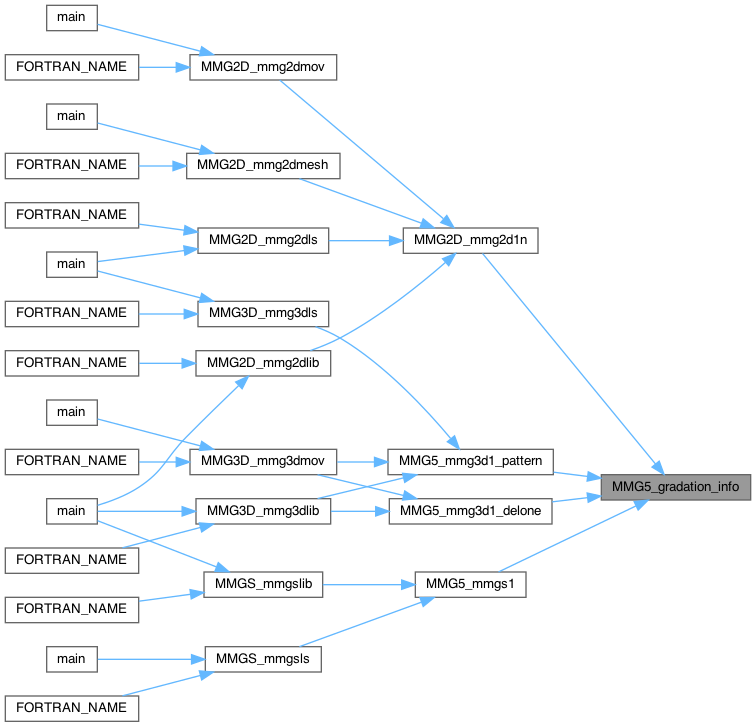 main
FORTRAN_NAME
MMG2D_mmg2dmov
main
FORTRAN_NAME
MMG2D_mmg2dmesh
FORTRAN_NAME
MMG2D_mmg2dls
MMG2D_mmg2d1n
main
FORTRAN_NAME
MMG3D_mmg3dls
FORTRAN_NAME
MMG2D_mmg2dlib
main
FORTRAN_NAME
MMG3D_mmg3dmov
MMG5_mmg3d1_pattern
MMG5_gradation_info
main
MMG3D_mmg3dlib
MMG5_mmg3d1_delone
FORTRAN_NAME
MMGS_mmgslib
MMG5_mmgs1
FORTRAN_NAME
main
MMGS_mmgsls
FORTRAN_NAME